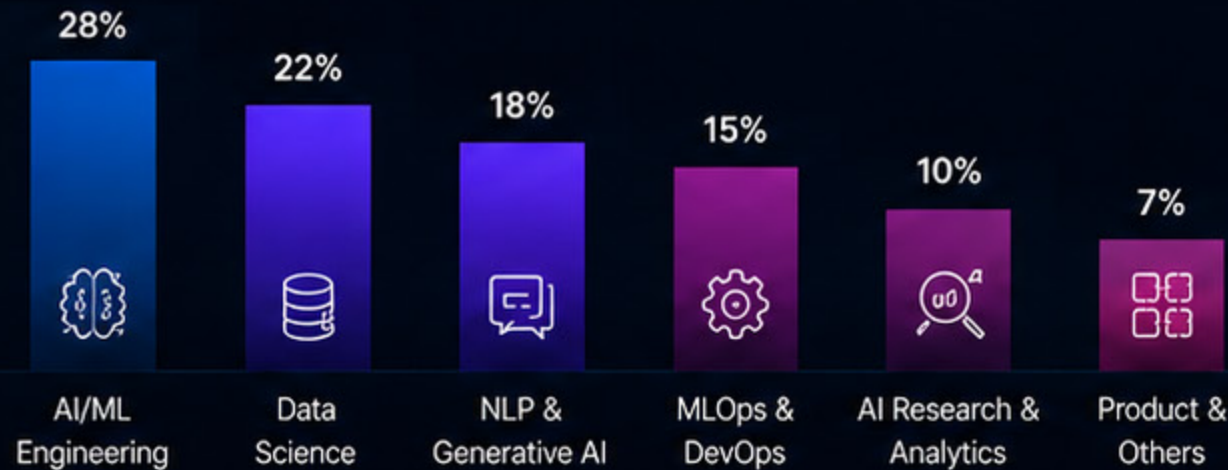 28%
22%
18%
15%
10%
7%
AI/ML
Engineering
Data
Science
NLP &
Generative AI
MLOps &
DevOps
AI Research &
Analytics
Product &
Others